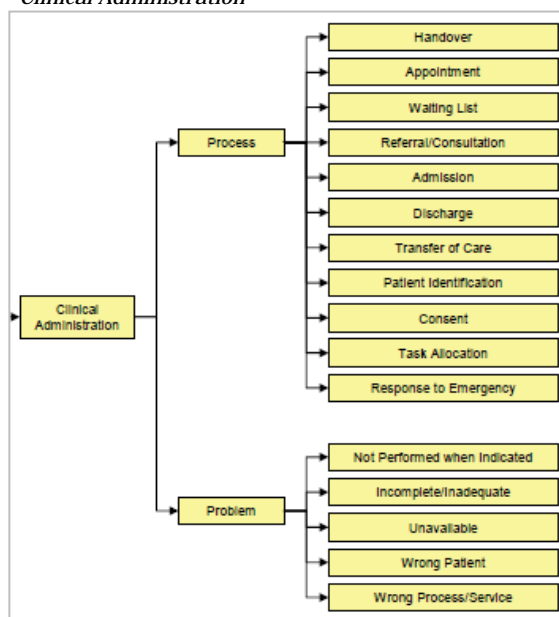 Clinical Administration
Handover
Appointment
Waiting List
Process
Referral/Consultation
Admission
Discharge
Transfer of Care
Patient Identification
Clinical
Administration
Consent
Task Allocation
Response to Emergency
Not Performed when Indicated
Incomplete/Inadequate
Problem
Unavailable
Wrong Patient
Wrong Process/Service